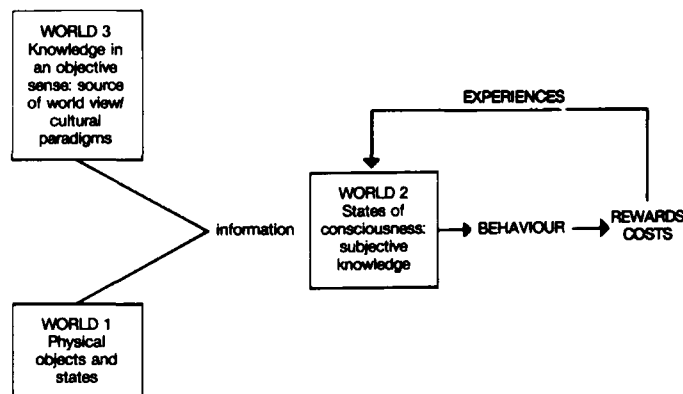 WORLD 3
Knowledge in
an objective
sense: source
of world view/
cultural
paradigms
EXPERIENCES
information
WORLD 2
States of
consciousness:
subjective
knowledge
BEHAVIOUR
REWARDS
COSTS
WORLD 1
Physical
objects and
states